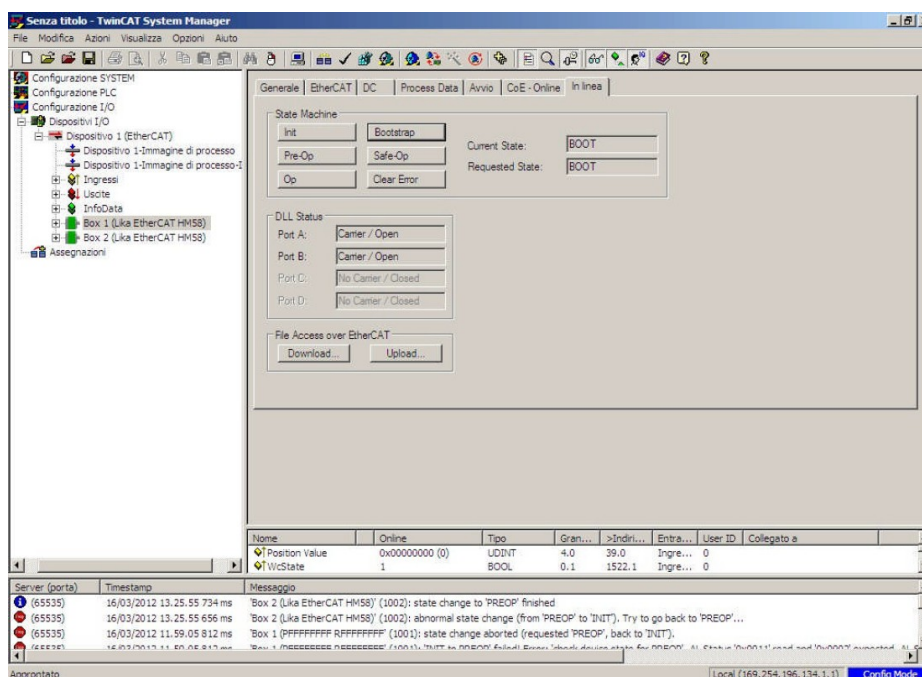 Senza titolo - TwinCAT System Manager
File Modifica Azioni Visualizza Opzioni Aiuto
Configurazione SYSTEM
Configurazione PLC
Configurazione I/O
Dispositivi I/O
Dispositivo 1 (EtherCAT)
Dispositivo 1-Immagine di processo
Dispositivo 1-Immagine di processo-I
Ingressi
Uscite
InfoData
Box 1 (Lika EtherCAT HM58)
Box 2 (Lika EtherCAT HM58)
Assegnazioni
Generale EtherCAT DC Process Data Avvio CoE - Online In linea
State Machine
Init Bootstrap
Pre-Op Safe-Op
Op Clear Error
Current State: BOOT
Requested State: BOOT
DLL Status
Port A: Carrier / Open
Port B: Carrier / Open
Port C: No Carrier / Closed
Port D: No Carrier / Closed
File Access over EtherCAT
Download... Upload...
Nome Online Tipo Gran... >Indiri... Entra... User ID Collegato a
Position Value 0x00000000 (0) UDINT 4.0 39.0 Ingre... 0
WcState 1 BOOL 0.1 1522.1 Ingre... 0
Server (porta) Timestamp Messaggio
(65535) 16/03/2012 13.25.55 734 ms 'Box 2 (Lika EtherCAT HM58)' (1002): state change to 'PREOP' finished
(65535) 16/03/2012 13.25.55 656 ms 'Box 2 (Lika EtherCAT HM58)' (1002): abnormal state change (from 'PREOP' to 'INIT'). Try to go back to 'PREOP'...
(65535) 16/03/2012 11.59.05 812 ms 'Box 1 (PFFFFFFFF RFFFFFFFF)' (1001): state change aborted (requested 'PREOP', back to 'INIT').
(65535) 16/03/2012 11.59.05 812 ms
Approntato Local (169.254.196.134.1.1) Config Mode